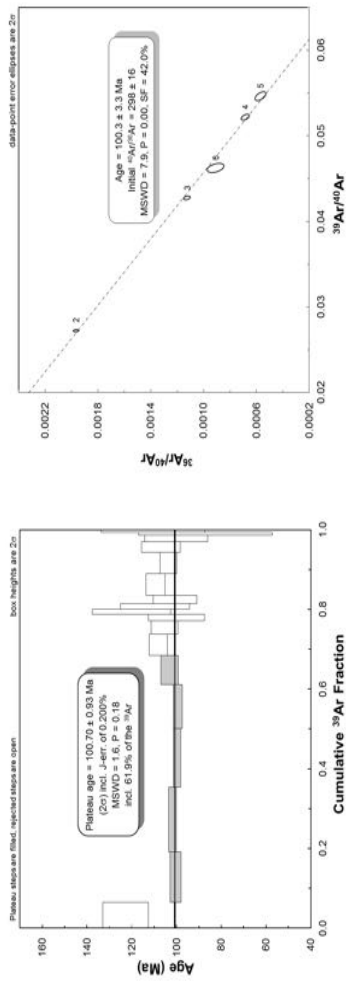 Plateau steps are filled, rejected steps are open
box heights are 2σ
Plateau age = 100.70 ± 0.93 Ma
(2σ) incl. J-err. of 0.200%
MSWD = 1.6, P = 0.18
incl. 61.9% of the ³⁹Ar
Age (Ma)
160
140
120
100
80
60
40
0.0
0.2
0.4
0.6
0.8
1.0
Cumulative ³⁹Ar Fraction
data-point error ellipses are 2σ
Age = 100.3 ± 3.3 Ma
Initial ⁴⁰Ar/³⁶Ar = 298 ± 16
MSWD = 7.9, P = 0.00, SF = 42.0%
³⁶Ar/⁴⁰Ar
0.0022
0.0018
0.0014
0.0010
0.0006
0.0002
2
3
6
4
5
0.02
0.03
0.04
0.05
0.06
³⁹Ar/⁴⁰Ar